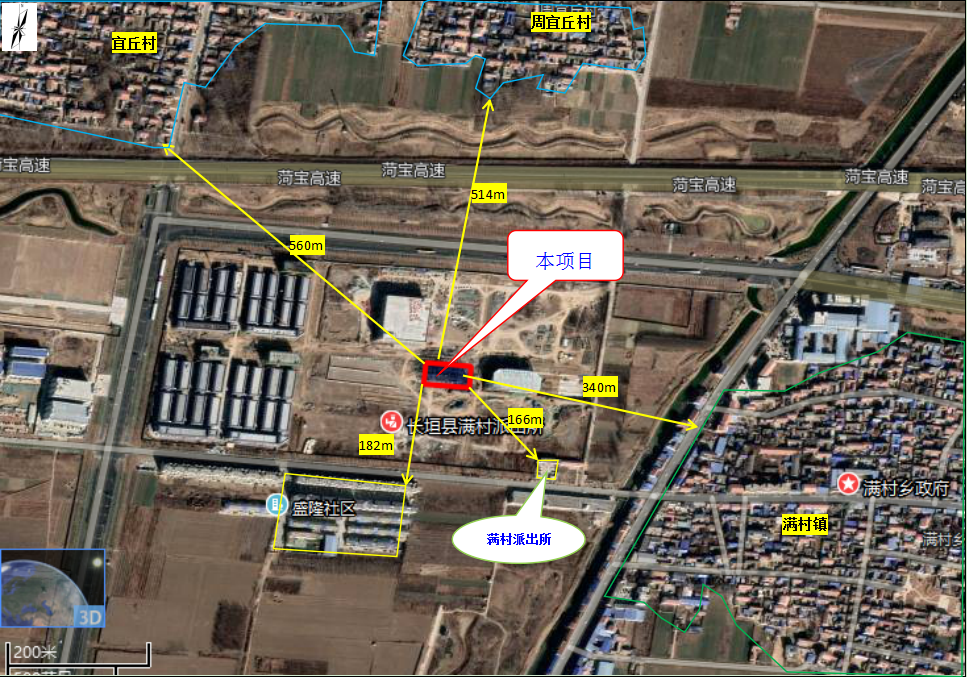 宜丘村
周宜丘村
菏宝高速
菏宝高速
菏宝高速
菏宝高速
菏宝高速
菏宝
514m
560m
本项目
340m
166m
长垣县满村派出所
182m
满村乡政府
盛隆社区
满村镇
满村派出所
满村乡
3D
200米